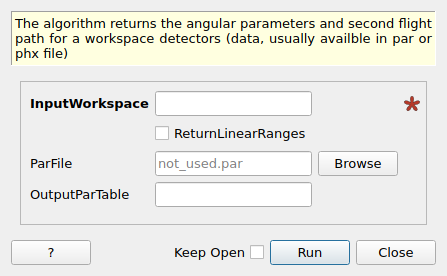 The algorithm returns the angular parameters and second flight
path for a workspace detectors (data, usually availble in par or
phx file)
InputWorkspace
*
ReturnLinearRanges
ParFile not_used.par Browse
OutputParTable
? Keep Open Run Close